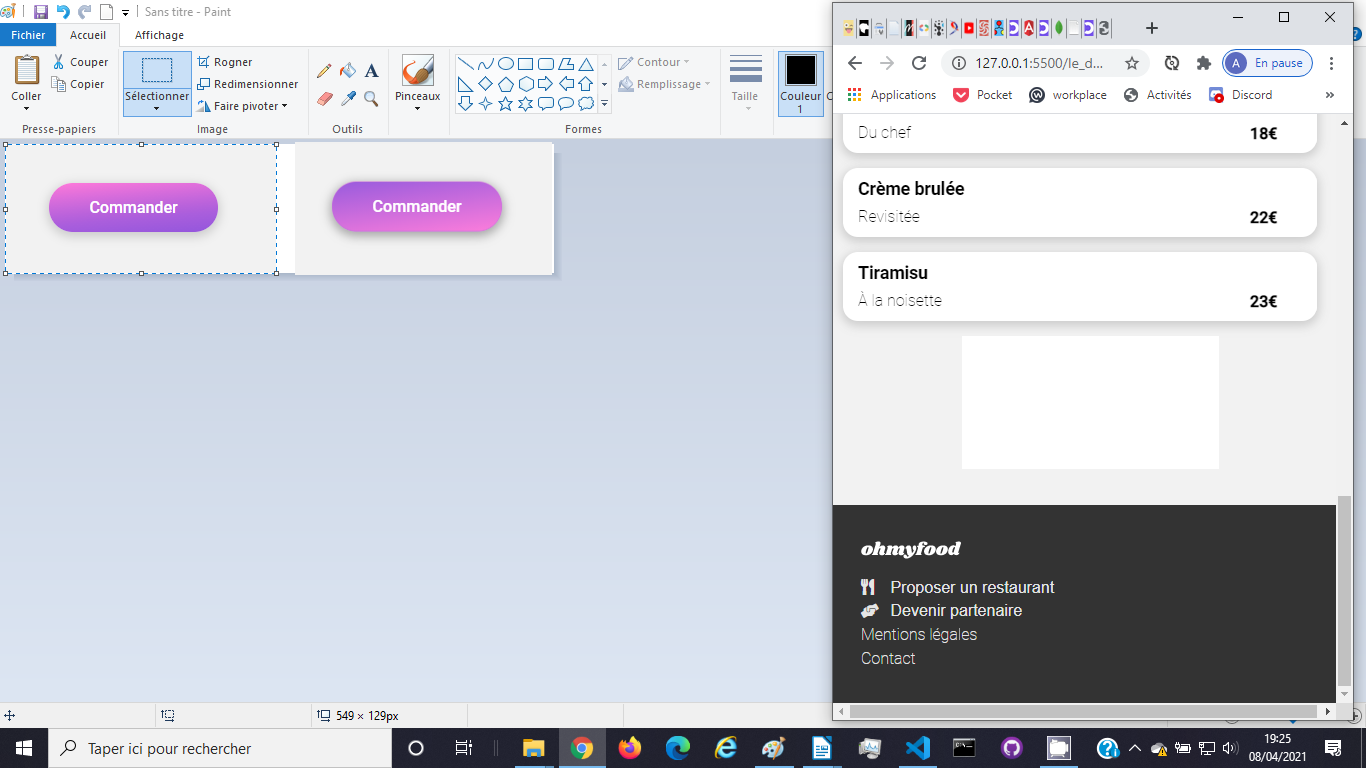 Sans titre - Paint
Fichier Accueil Affichage
Coller
Couper
Copier
Presse-papiers
Sélectionner
Rogner
Redimensionner
Faire pivoter
Image
A
Outils
Pinceaux
Contour
Remplissage
Formes
Taille
Couleur
1
Commander Commander
549 × 129px
127.0.0.1:5500/le_d...
A En pause
Applications Pocket workplace Activités Discord »
Du chef 18€
Crème brulée
Revisitée 22€
Tiramisu
À la noisette 23€
ohmyfood
Proposer un restaurant
Devenir partenaire
Mentions légales
Contact
Taper ici pour rechercher
19:25
08/04/2021